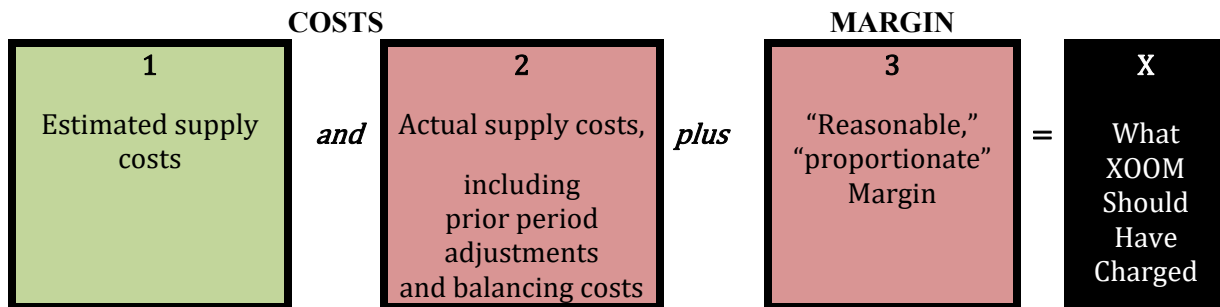 COSTS
MARGIN
1
Estimated supply
costs
and
2
Actual supply costs,
including
prior period
adjustments
and balancing costs
plus
3
“Reasonable,”
“proportionate”
Margin
=
X
What
XOOM
Should
Have
Charged